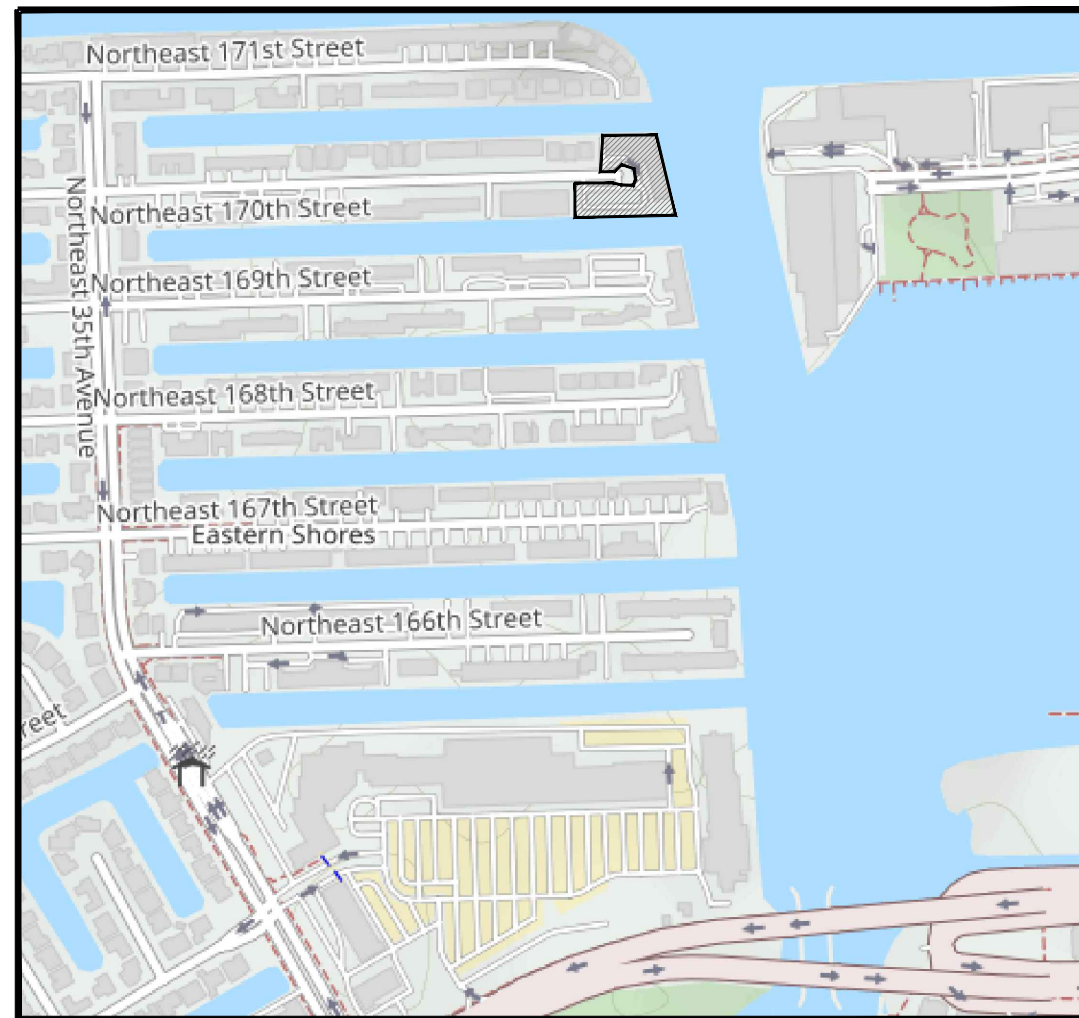 Northeast 171st Street
Northeast 170th Street
Northeast 35th Avenue
Northeast 169th Street
Northeast 168th Street
Northeast 167th Street
Eastern Shores
Northeast 166th Street
reet